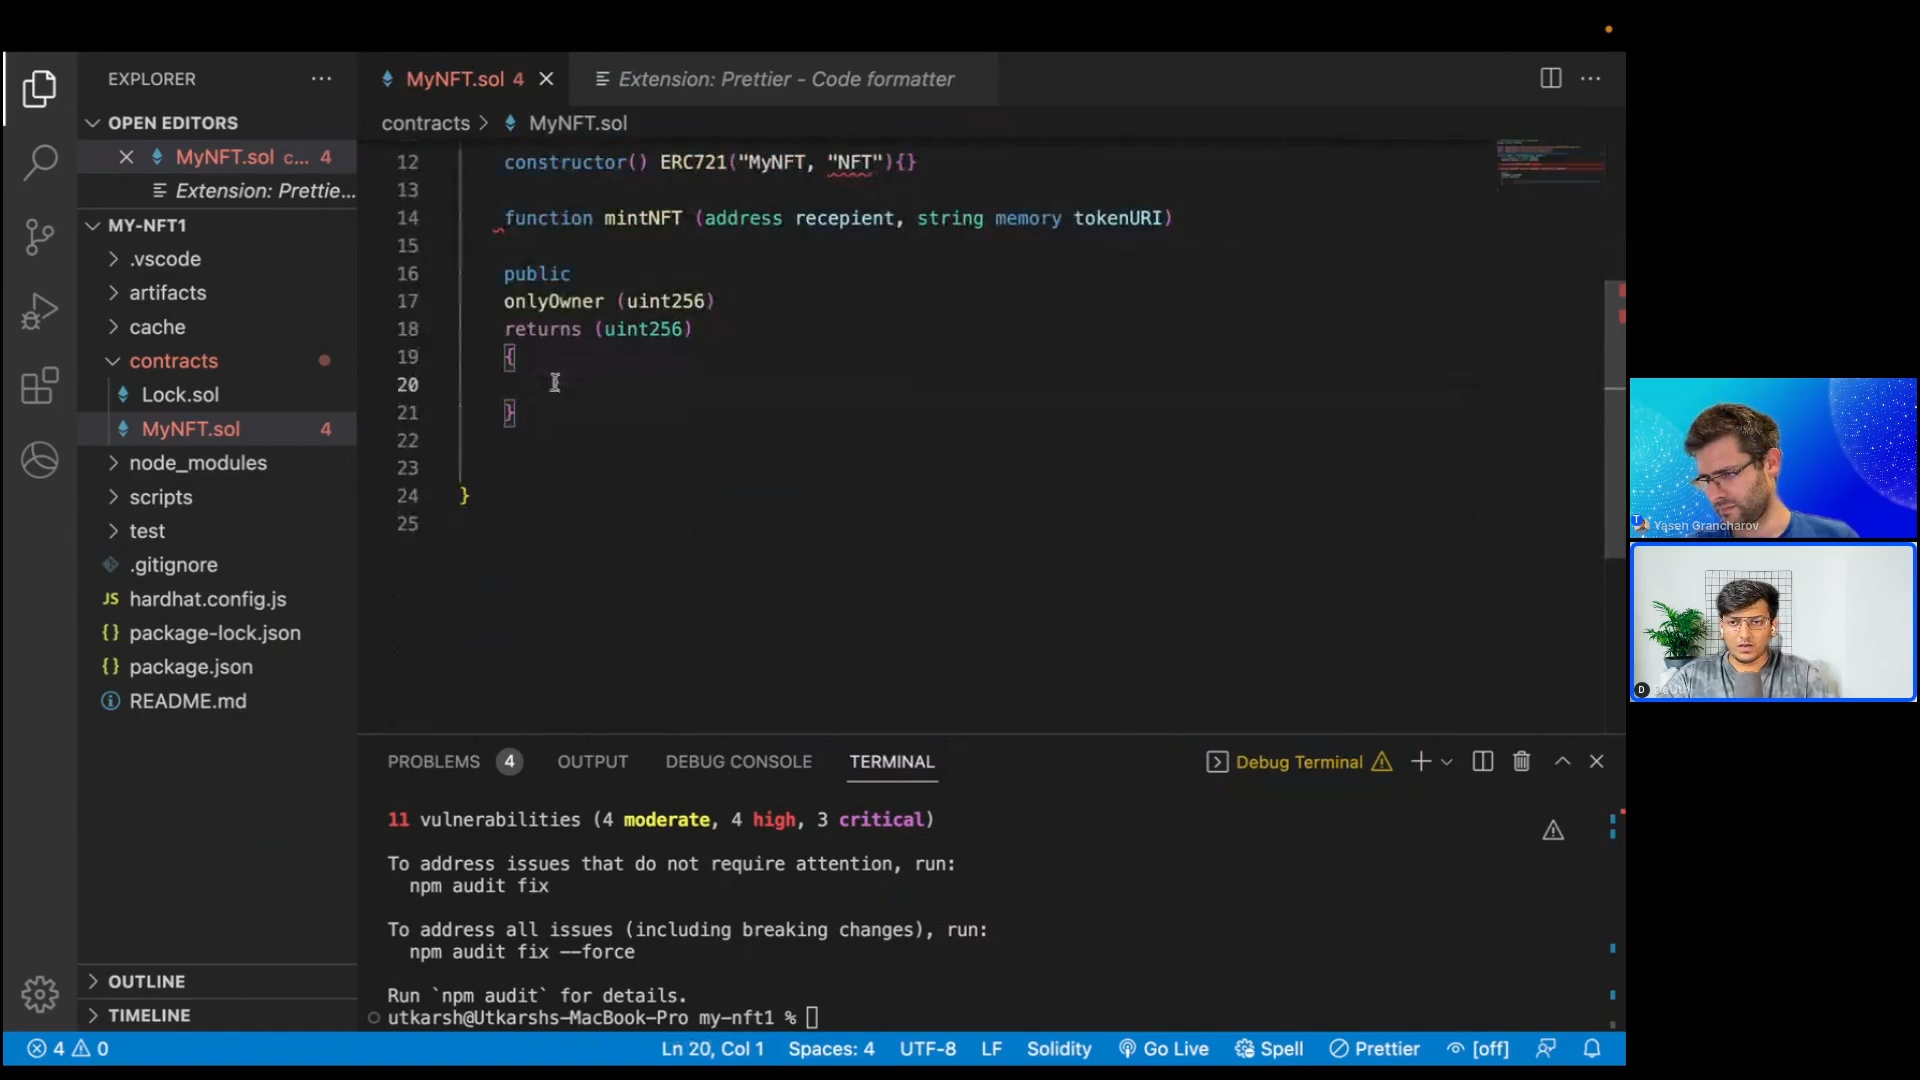 EXPLORER
OPEN EDITORS
MyNFT.sol c... 4
Extension: Prettie...
MY-NFT1
.vscode
artifacts
cache
contracts
Lock.sol
MyNFT.sol 4
node_modules
scripts
test
.gitignore
JS hardhat.config.js
{} package-lock.json
{} package.json
README.md
OUTLINE
TIMELINE
MyNFT.sol 4
Extension: Prettier - Code formatter
contracts > MyNFT.sol
12 constructor() ERC721("MyNFT, "NFT"){}
13
14 function mintNFT (address recepient, string memory tokenURI)
15
16 public
17 onlyOwner (uint256)
18 returns (uint256)
19 {
20
21 }
22
23
24 }
25
PROBLEMS 4 OUTPUT DEBUG CONSOLE TERMINAL
Debug Terminal
11 vulnerabilities (4 moderate, 4 high, 3 critical)
To address issues that do not require attention, run:
npm audit fix
To address all issues (including breaking changes), run:
npm audit fix --force
Run `npm audit` for details.
utkarsh@Utkarshs-MacBook-Pro my-nft1 %
4 0 Ln 20, Col 1 Spaces: 4 UTF-8 LF Solidity Go Live Spell Prettier [off]
Yasen Grancharov
D